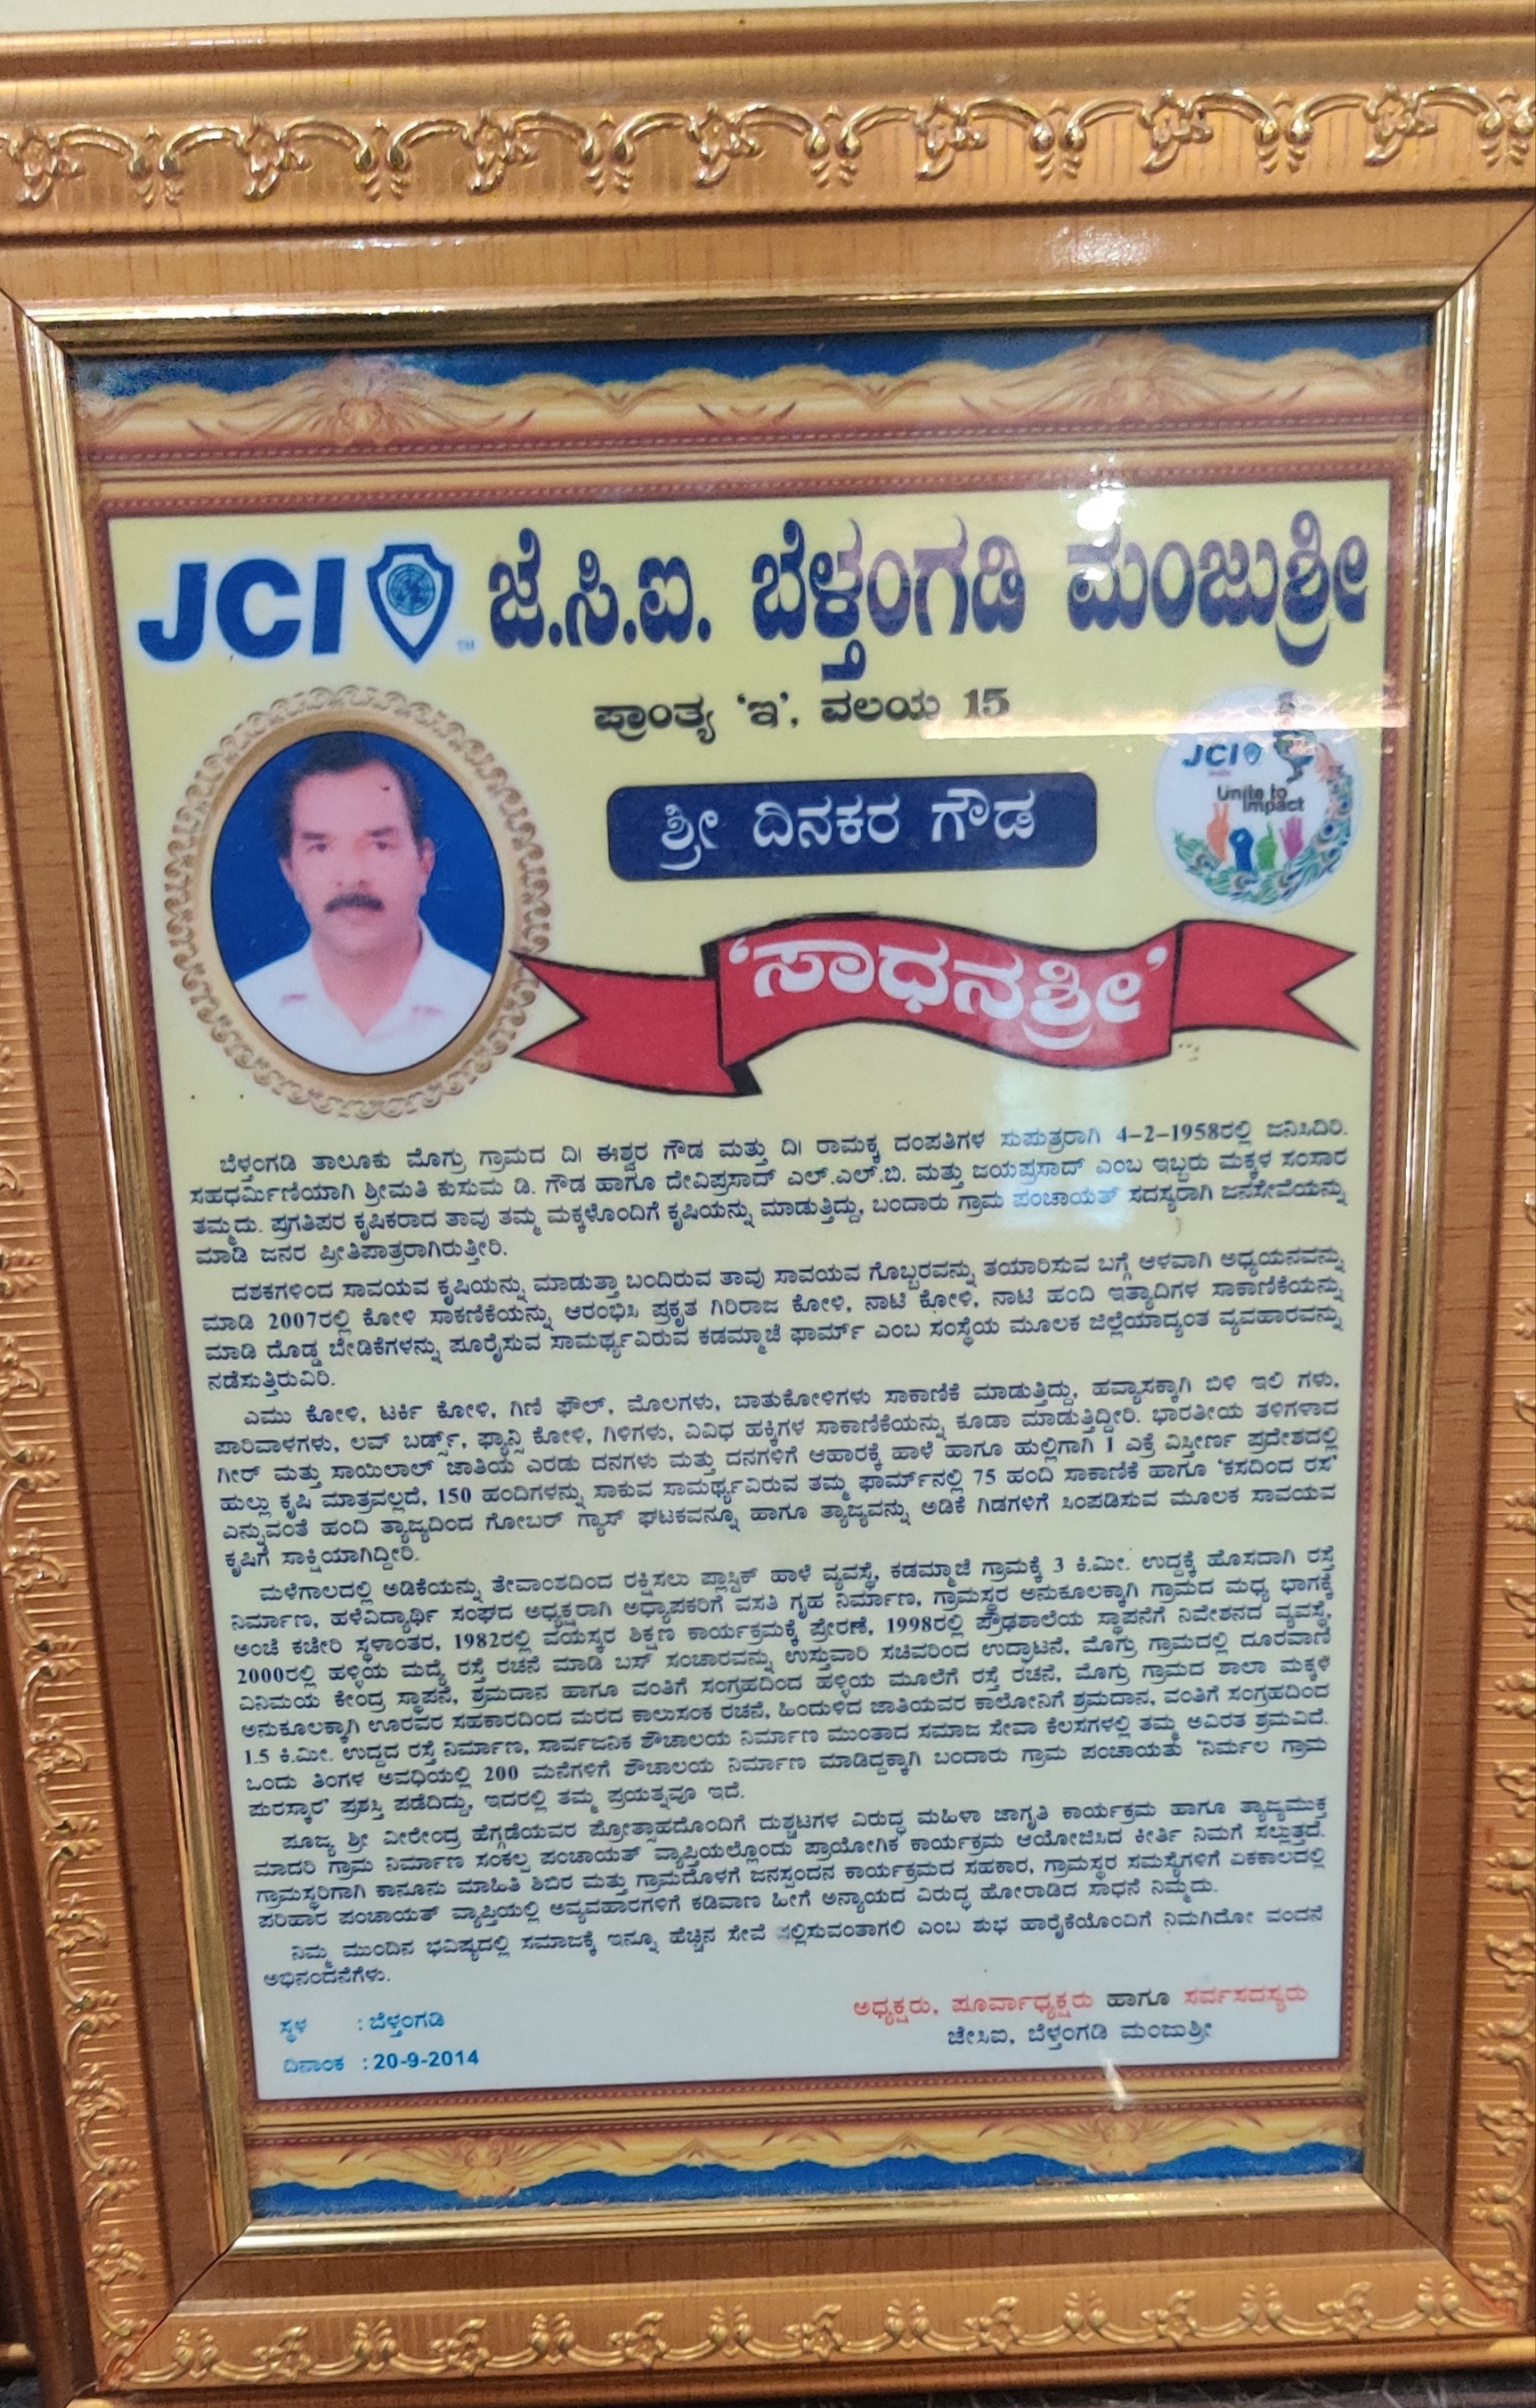 JCI TM ಜೆ.ಸಿ.ಐ. ಬೆಳ್ತಂಗಡಿ ಮಂಜುಶ್ರೀ
ಪ್ರಾಂತ್ಯ 'ಇ', ವಲಯ 15
JCI
Unite to
Impact
ಶ್ರೀ ದಿನಕರ ಗೌಡ
'ಸಾಧನಶ್ರೀ'
ಬೆಳ್ತಂಗಡಿ ತಾಲೂಕು ಮೊಗ್ರು ಗ್ರಾಮದ ದಿ| ಈಶ್ವರ ಗೌಡ ಮತ್ತು ದಿ| ರಾಮಕ್ಕ ದಂಪತಿಗಳ ಸುಪುತ್ರರಾಗಿ 4-2-1958ರಲ್ಲಿ ಜನಿಸಿದಿರಿ.
ಸಹಧರ್ಮಿಣಿಯಾಗಿ ಶ್ರೀಮತಿ ಕುಸುಮ ಡಿ. ಗೌಡ ಹಾಗೂ ದೇವಿಪ್ರಸಾದ್ ಎಲ್.ಎಲ್.ಬಿ. ಮತ್ತು ಜಯಪ್ರಸಾದ್ ಎಂಬ ಇಬ್ಬರು ಮಕ್ಕಳ ಸಂಸಾರ
ತಮ್ಮದು. ಪ್ರಗತಿಪರ ಕೃಷಿಕರಾದ ತಾವು ತಮ್ಮ ಮಕ್ಕಳೊಂದಿಗೆ ಕೃಷಿಯನ್ನು ಮಾಡುತ್ತಿದ್ದು, ಬಂದಾರು ಗ್ರಾಮ ಪಂಚಾಯತ್ ಸದಸ್ಯರಾಗಿ ಜನಸೇವೆಯನ್ನು
ಮಾಡಿ ಜನರ ಪ್ರೀತಿಪಾತ್ರರಾಗಿರುತ್ತೀರಿ.
ದಶಕಗಳಿಂದ ಸಾವಯವ ಕೃಷಿಯನ್ನು ಮಾಡುತ್ತಾ ಬಂದಿರುವ ತಾವು ಸಾವಯವ ಗೊಬ್ಬರವನ್ನು ತಯಾರಿಸುವ ಬಗ್ಗೆ ಆಳವಾಗಿ ಅಧ್ಯಯನವನ್ನು
ಮಾಡಿ 2007ರಲ್ಲಿ ಕೋಳಿ ಸಾಕಣಿಕೆಯನ್ನು ಆರಂಭಿಸಿ ಪ್ರಕೃತ ಗಿರಿರಾಜ ಕೋಳಿ, ನಾಟಿ ಕೋಳಿ, ನಾಟಿ ಹಂದಿ ಇತ್ಯಾದಿಗಳ ಸಾಕಾಣಿಕೆಯನ್ನು
ಮಾಡಿ ದೊಡ್ಡ ಬೇಡಿಕೆಗಳನ್ನು ಪೂರೈಸುವ ಸಾಮರ್ಥ್ಯವಿರುವ ಕಡಮ್ಮಾಜೆ ಫಾರ್ಮ್ ಎಂಬ ಸಂಸ್ಥೆಯ ಮೂಲಕ ಜಿಲ್ಲೆಯಾದ್ಯಂತ ವ್ಯವಹಾರವನ್ನು
ನಡೆಸುತ್ತಿರುವಿರಿ.
ಎಮು ಕೋಳಿ, ಟರ್ಕಿ ಕೋಳಿ, ಗಿಣಿ ಫೌಲ್, ಮೊಲಗಳು, ಬಾತುಕೋಳಿಗಳು ಸಾಕಾಣಿಕೆ ಮಾಡುತ್ತಿದ್ದು, ಹವ್ಯಾಸಕ್ಕಾಗಿ ಬಿಳಿ ಇಲಿ ಗಳು,
ಪಾರಿವಾಳಗಳು, ಲವ್ ಬರ್ಡ್ಸ್, ಫ್ಯಾನ್ಸಿ ಕೋಳಿ, ಗಿಳಿಗಳು, ವಿವಿಧ ಹಕ್ಕಿಗಳ ಸಾಕಾಣಿಕೆಯನ್ನು ಕೂಡಾ ಮಾಡುತ್ತಿದ್ದೀರಿ. ಭಾರತೀಯ ತಳಿಗಳಾದ
ಗೀರ್ ಮತ್ತು ಸಾಯಿಲಾಲ್ ಜಾತಿಯ ಎರಡು ದನಗಳು ಮತ್ತು ದನಗಳಿಗೆ ಆಹಾರಕ್ಕೆ ಹಾಳೆ ಹಾಗೂ ಹುಲ್ಲಿಗಾಗಿ 1 ಎಕ್ರೆ ವಿಸ್ತೀರ್ಣ ಪ್ರದೇಶದಲ್ಲಿ
ಹುಲ್ಲು ಕೃಷಿ ಮಾತ್ರವಲ್ಲದೆ, 150 ಹಂದಿಗಳನ್ನು ಸಾಕುವ ಸಾಮರ್ಥ್ಯವಿರುವ ತಮ್ಮ ಫಾರ್ಮ್‌ನಲ್ಲಿ 75 ಹಂದಿ ಸಾಕಾಣಿಕೆ ಹಾಗೂ 'ಕಸದಿಂದ ರಸ'
ಎನ್ನುವಂತೆ ಹಂದಿ ತ್ಯಾಜ್ಯದಿಂದ ಗೋಬರ್ ಗ್ಯಾಸ್ ಘಟಕವನ್ನೂ ಹಾಗೂ ತ್ಯಾಜ್ಯವನ್ನು ಅಡಿಕೆ ಗಿಡಗಳಿಗೆ ಸಿಂಪಡಿಸುವ ಮೂಲಕ ಸಾವಯವ
ಕೃಷಿಗೆ ಸಾಕ್ಷಿಯಾಗಿದ್ದೀರಿ.
ಮಳೆಗಾಲದಲ್ಲಿ ಅಡಿಕೆಯನ್ನು ತೇವಾಂಶದಿಂದ ರಕ್ಷಿಸಲು ಪ್ಲಾಸ್ಟಿಕ್ ಹಾಳೆ ವ್ಯವಸ್ಥೆ, ಕಡಮ್ಮಾಜೆ ಗ್ರಾಮಕ್ಕೆ 3 ಕಿ.ಮೀ. ಉದ್ದಕ್ಕೆ ಹೊಸದಾಗಿ ರಸ್ತೆ
ನಿರ್ಮಾಣ, ಹಳೆವಿದ್ಯಾರ್ಥಿ ಸಂಘದ ಅಧ್ಯಕ್ಷರಾಗಿ ಅಧ್ಯಾಪಕರಿಗೆ ವಸತಿ ಗೃಹ ನಿರ್ಮಾಣ, ಗ್ರಾಮಸ್ಥರ ಅನುಕೂಲಕ್ಕಾಗಿ ಗ್ರಾಮದ ಮಧ್ಯ ಭಾಗಕ್ಕೆ
ಅಂಚೆ ಕಚೇರಿ ಸ್ಥಳಾಂತರ, 1982ರಲ್ಲಿ ವಯಸ್ಕರ ಶಿಕ್ಷಣ ಕಾರ್ಯಕ್ರಮಕ್ಕೆ ಪ್ರೇರಣೆ, 1998ರಲ್ಲಿ ಪ್ರೌಢಶಾಲೆಯ ಸ್ಥಾಪನೆಗೆ ನಿವೇಶನದ ವ್ಯವಸ್ಥೆ,
2000ರಲ್ಲಿ ಹಳ್ಳಿಯ ಮಧ್ಯೆ ರಸ್ತೆ ರಚನೆ ಮಾಡಿ ಬಸ್ ಸಂಚಾರವನ್ನು ಉಸ್ತುವಾರಿ ಸಚಿವರಿಂದ ಉದ್ಘಾಟನೆ, ಮೊಗ್ರು ಗ್ರಾಮದಲ್ಲಿ ದೂರವಾಣಿ
ವಿನಿಮಯ ಕೇಂದ್ರ ಸ್ಥಾಪನೆ, ಶ್ರಮದಾನ ಹಾಗೂ ವಂತಿಗೆ ಸಂಗ್ರಹದಿಂದ ಹಳ್ಳಿಯ ಮೂಲೆಗೆ ರಸ್ತೆ ರಚನೆ, ಮೊಗ್ರು ಗ್ರಾಮದ ಶಾಲಾ ಮಕ್ಕಳ
ಅನುಕೂಲಕ್ಕಾಗಿ ಊರವರ ಸಹಕಾರದಿಂದ ಮರದ ಕಾಲುಸಂಕ ರಚನೆ, ಹಿಂದುಳಿದ ಜಾತಿಯವರ ಕಾಲೋನಿಗೆ ಶ್ರಮದಾನ, ವಂತಿಗೆ ಸಂಗ್ರಹದಿಂದ
1.5 ಕಿ.ಮೀ. ಉದ್ದದ ರಸ್ತೆ ನಿರ್ಮಾಣ, ಸಾರ್ವಜನಿಕ ಶೌಚಾಲಯ ನಿರ್ಮಾಣ ಮುಂತಾದ ಸಮಾಜ ಸೇವಾ ಕೆಲಸಗಳಲ್ಲಿ ತಮ್ಮ ಅವಿರತ ಶ್ರಮವಿದೆ.
ಒಂದು ತಿಂಗಳ ಅವಧಿಯಲ್ಲಿ 200 ಮನೆಗಳಿಗೆ ಶೌಚಾಲಯ ನಿರ್ಮಾಣ ಮಾಡಿದ್ದಕ್ಕಾಗಿ ಬಂದಾರು ಗ್ರಾಮ ಪಂಚಾಯತು 'ನಿರ್ಮಲ ಗ್ರಾಮ
ಪುರಸ್ಕಾರ' ಪ್ರಶಸ್ತಿ ಪಡೆದಿದ್ದು, ಇದರಲ್ಲಿ ತಮ್ಮ ಪ್ರಯತ್ನವೂ ಇದೆ.
ಪೂಜ್ಯ ಶ್ರೀ ವೀರೇಂದ್ರ ಹೆಗ್ಗಡೆಯವರ ಪ್ರೋತ್ಸಾಹದೊಂದಿಗೆ ದುಶ್ಚಟಗಳ ವಿರುದ್ಧ ಮಹಿಳಾ ಜಾಗೃತಿ ಕಾರ್ಯಕ್ರಮ ಹಾಗೂ ತ್ಯಾಜ್ಯಮುಕ್ತ
ಮಾದರಿ ಗ್ರಾಮ ನಿರ್ಮಾಣ ಸಂಕಲ್ಪ ಪಂಚಾಯತ್ ವ್ಯಾಪ್ತಿಯಲ್ಲೊಂದು ಪ್ರಾಯೋಗಿಕ ಕಾರ್ಯಕ್ರಮ ಆಯೋಜಿಸಿದ ಕೀರ್ತಿ ನಿಮಗೆ ಸಲ್ಲುತ್ತದೆ.
ಗ್ರಾಮಸ್ಥರಿಗಾಗಿ ಕಾನೂನು ಮಾಹಿತಿ ಶಿಬಿರ ಮತ್ತು ಗ್ರಾಮದೊಳಗೆ ಜನಸ್ಪಂದನ ಕಾರ್ಯಕ್ರಮದ ಸಹಕಾರ, ಗ್ರಾಮಸ್ಥರ ಸಮಸ್ಯೆಗಳಿಗೆ ಏಕಕಾಲದಲ್ಲಿ
ಪರಿಹಾರ ಪಂಚಾಯತ್ ವ್ಯಾಪ್ತಿಯಲ್ಲಿ ಅವ್ಯವಹಾರಗಳಿಗೆ ಕಡಿವಾಣ ಹೀಗೆ ಅನ್ಯಾಯದ ವಿರುದ್ಧ ಹೋರಾಡಿದ ಸಾಧನೆ ನಿಮ್ಮದು.
ನಿಮ್ಮ ಮುಂದಿನ ಭವಿಷ್ಯದಲ್ಲಿ ಸಮಾಜಕ್ಕೆ ಇನ್ನೂ ಹೆಚ್ಚಿನ ಸೇವೆ ಸಲ್ಲಿಸುವಂತಾಗಲಿ ಎಂಬ ಶುಭ ಹಾರೈಕೆಯೊಂದಿಗೆ ನಿಮಗಿದೋ ವಂದನೆ
ಅಭಿನಂದನೆಗಳು.
ಅಧ್ಯಕ್ಷರು, ಪೂರ್ವಾಧ್ಯಕ್ಷರು ಹಾಗೂ ಸರ್ವಸದಸ್ಯರು
ಸ್ಥಳ : ಬೆಳ್ತಂಗಡಿ
ಜೇಸಿಐ, ಬೆಳ್ತಂಗಡಿ ಮಂಜುಶ್ರೀ
ದಿನಾಂಕ : 20-9-2014